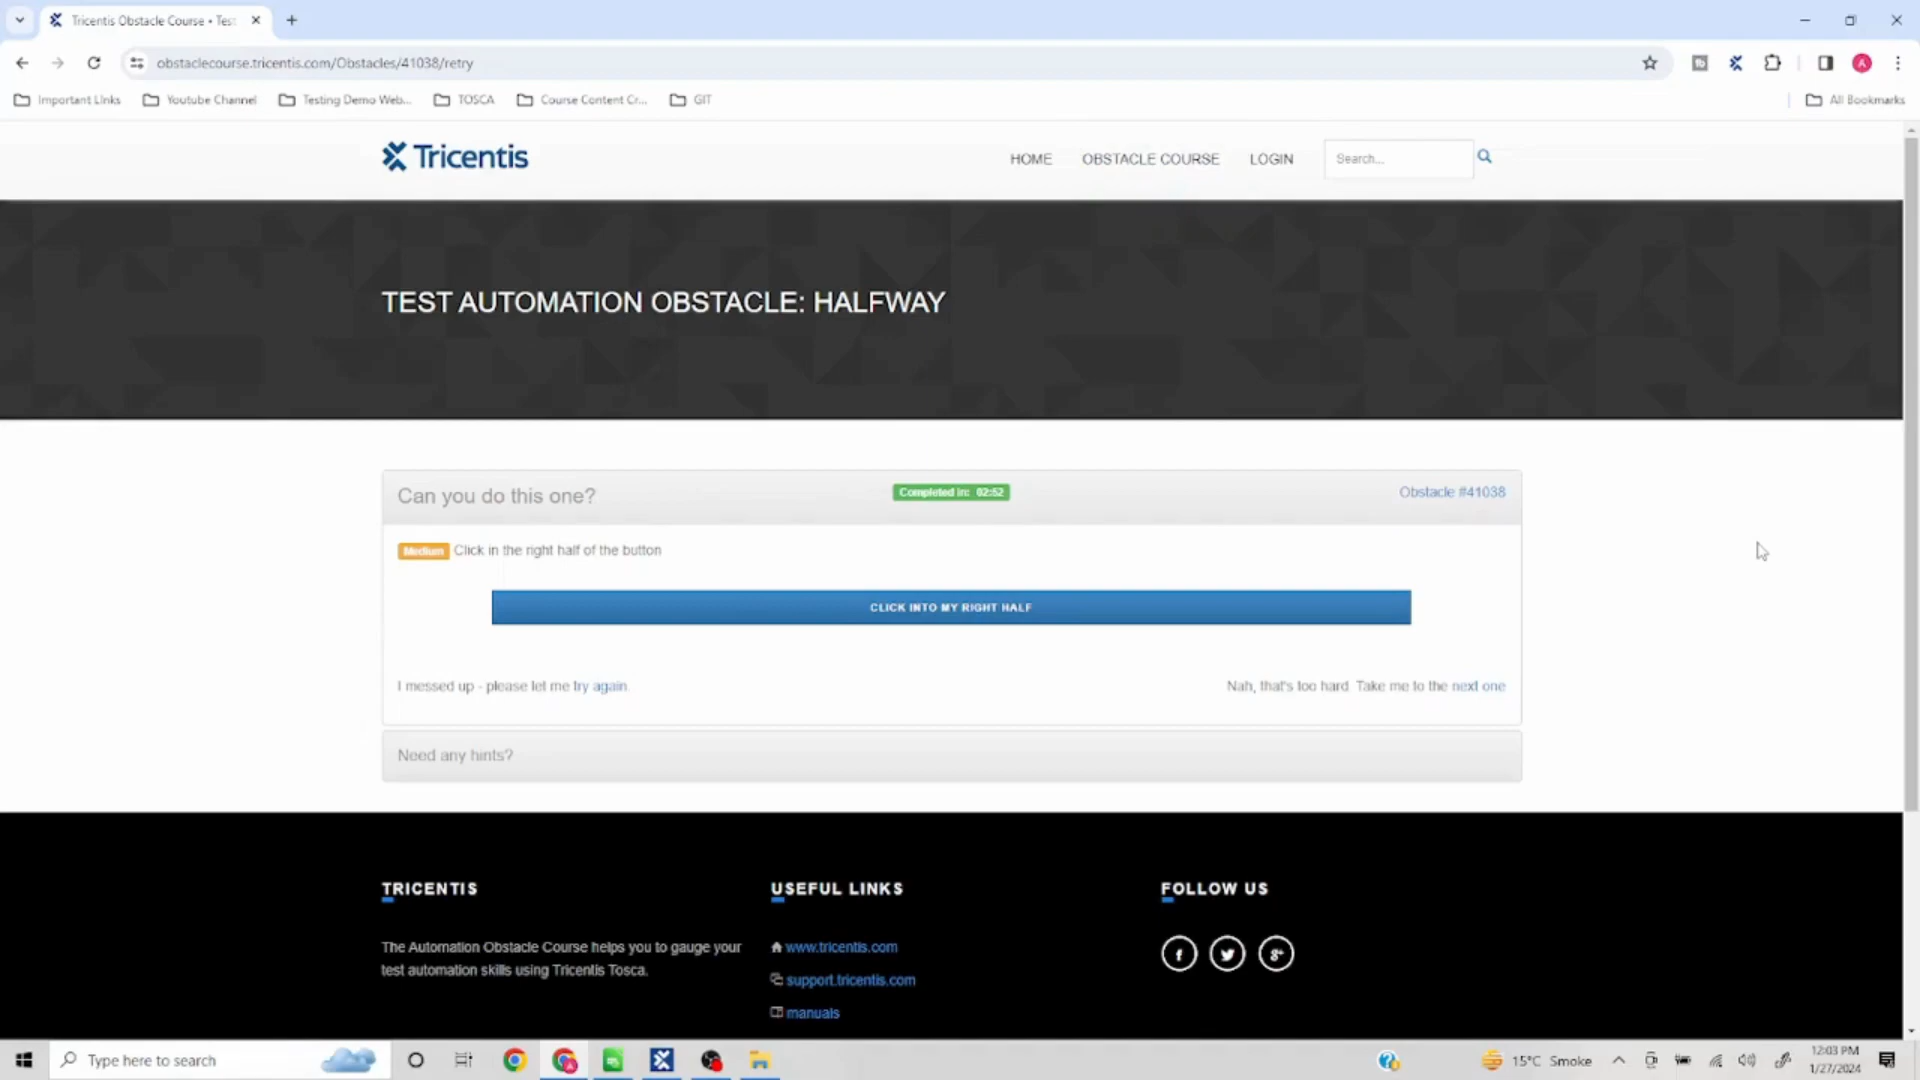 Tricentis Obstacle Course • Test
obstaclecourse.tricentis.com/Obstacles/41038/retry
Important Links
Youtube Channel
Testing Demo Web...
TOSCA
Course Content Cr...
GIT
All Bookmarks
Tricentis
HOME
OBSTACLE COURSE
LOGIN
Search...
TEST AUTOMATION OBSTACLE: HALFWAY
Can you do this one?
Completed in: 02:52
Obstacle #41038
Medium Click in the right half of the button
CLICK INTO MY RIGHT HALF
I messed up - please let me try again.
Nah, that's too hard. Take me to the next one
Need any hints?
TRICENTIS
USEFUL LINKS
FOLLOW US
The Automation Obstacle Course helps you to gauge your
test automation skills using Tricentis Tosca.
www.tricentis.com
support.tricentis.com
manuals
Type here to search
15°C Smoke
12:03 PM
1/27/2024